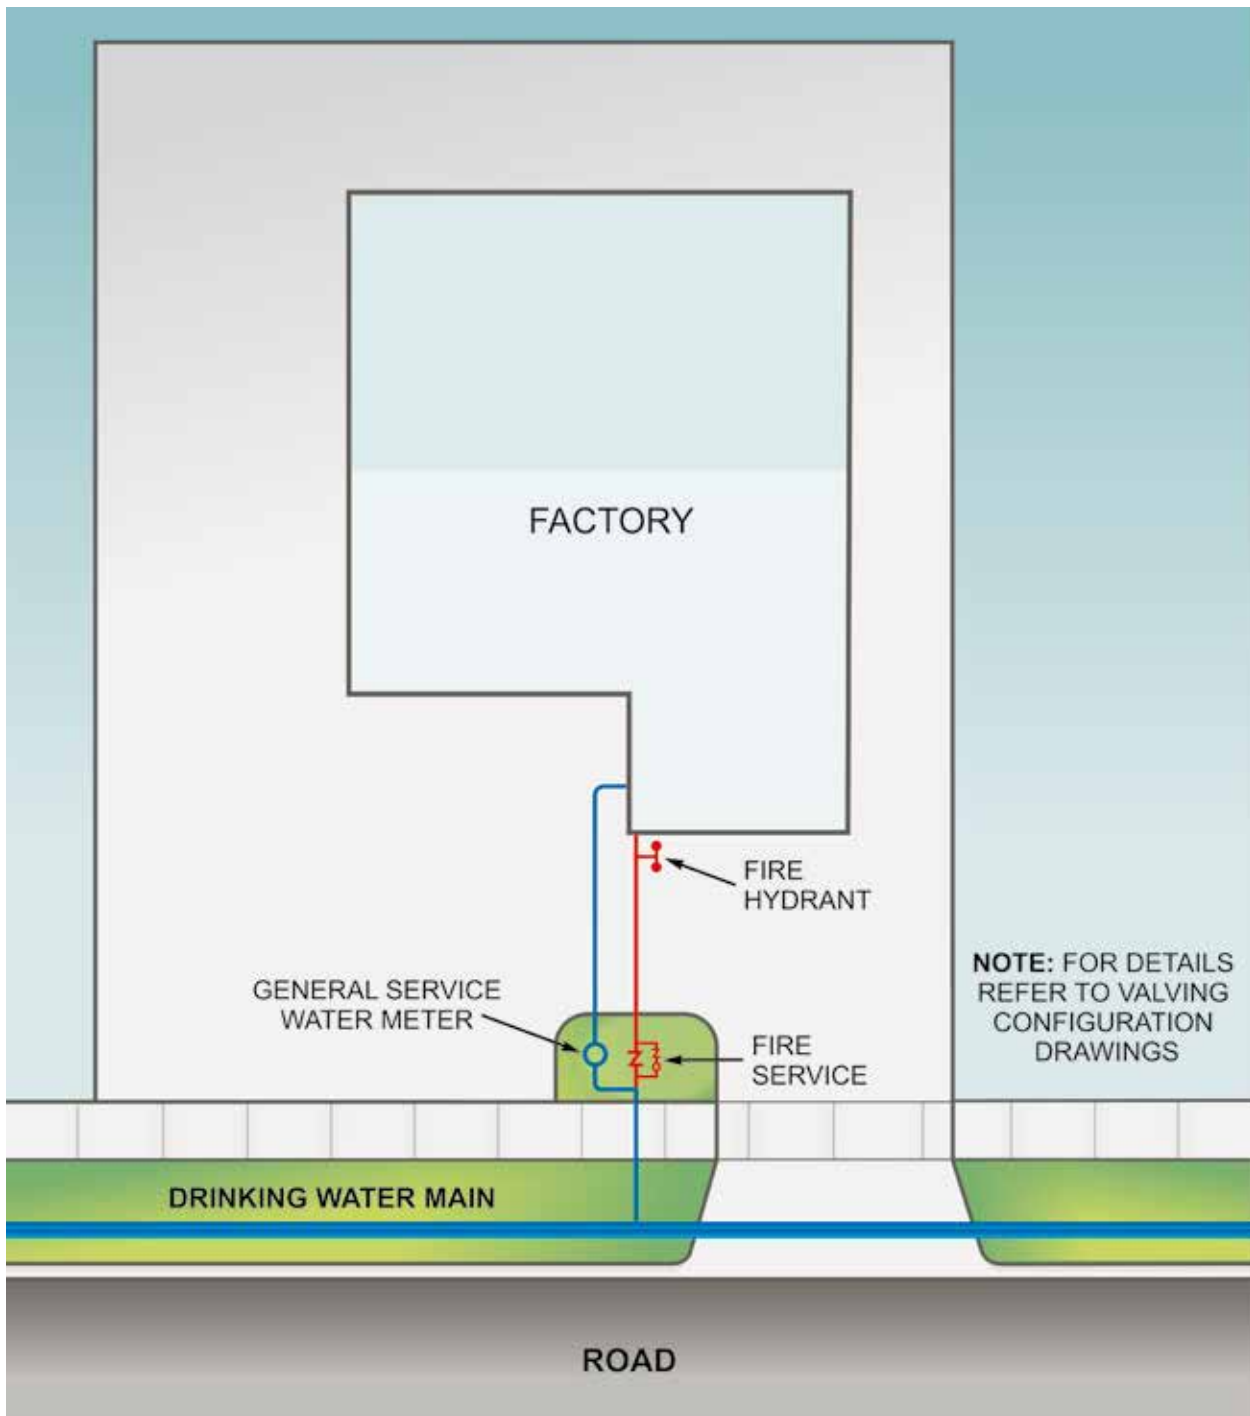 FACTORY
FIRE
HYDRANT
GENERAL SERVICE
WATER METER
NOTE: FOR DETAILS
REFER TO VALVING
CONFIGURATION
DRAWINGS
FIRE
SERVICE
DRINKING WATER MAIN
ROAD